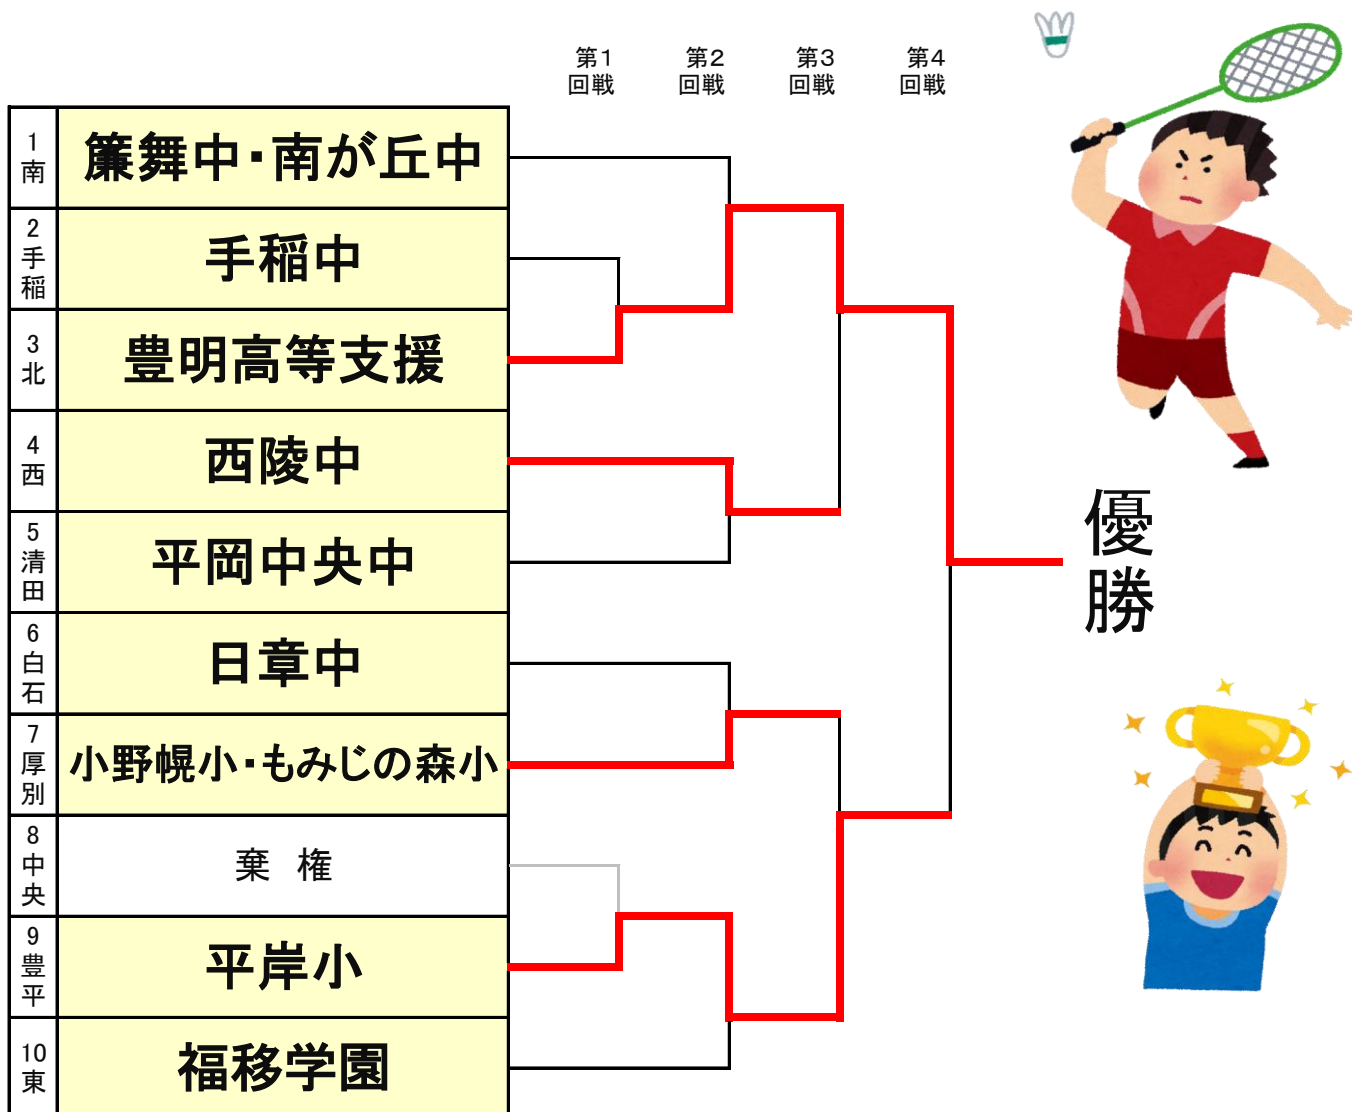 第1
回戦
第2
回戦
第3
回戦
第4
回戦
1
南
簾舞中・南が丘中
2
手
稲
手稲中
3
北
豊明高等支援
4
西
西陵中
5
清
田
平岡中央中
6
白
石
日章中
7
厚
別
小野幌小・もみじの森小
8
中
央
棄 権
9
豊
平
平岸小
10
東
福移学園
優
勝